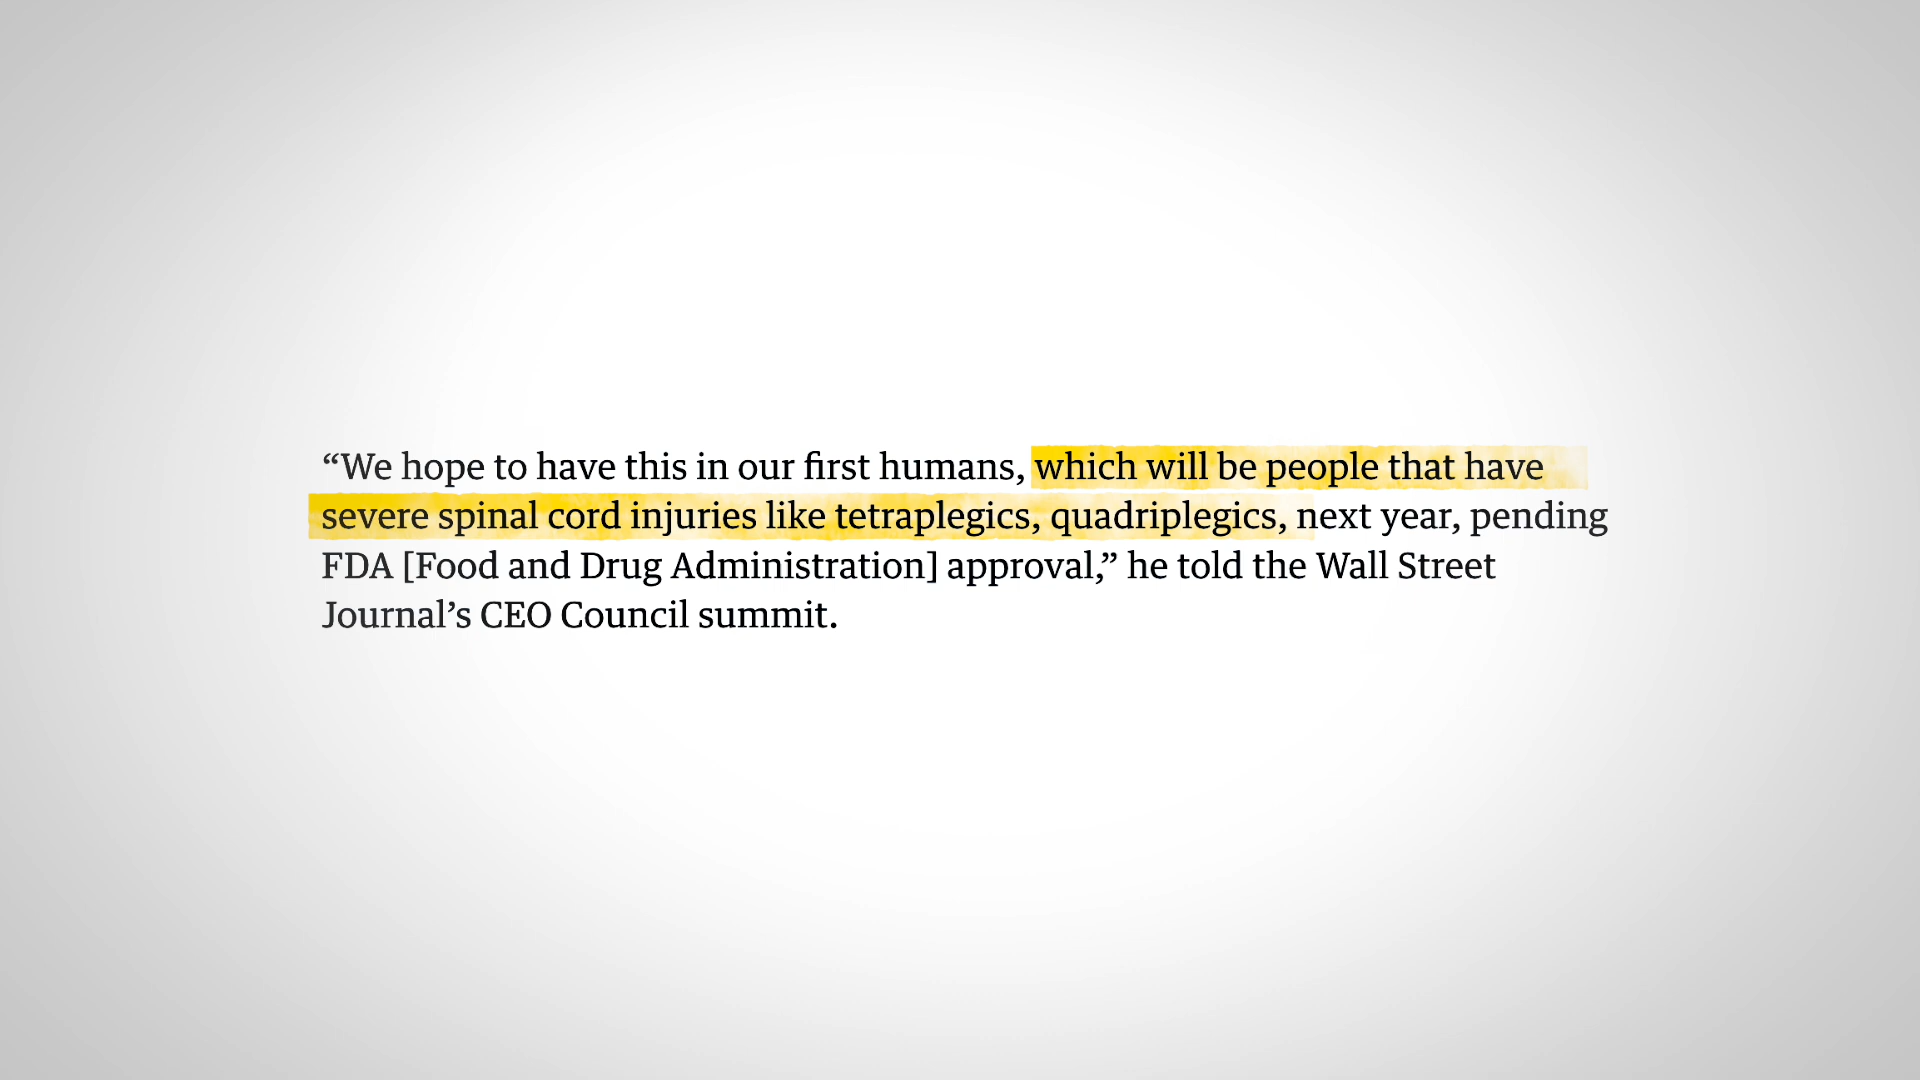 “We hope to have this in our first humans, which will be people that have
severe spinal cord injuries like tetraplegics, quadriplegics, next year, pending
FDA [Food and Drug Administration] approval,” he told the Wall Street
Journal’s CEO Council summit.